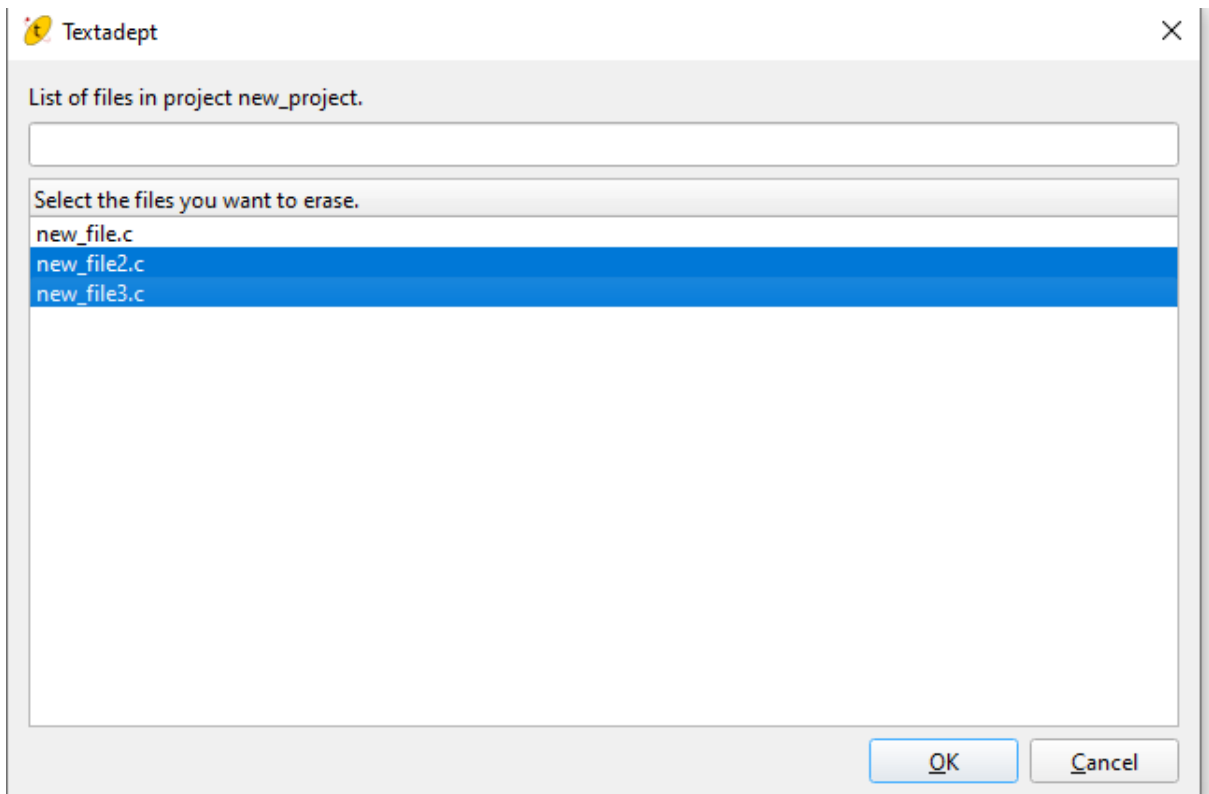 Textadept
List of files in project new_project.
Select the files you want to erase.
new_file.c
new_file2.c
new_file3.c
OK
Cancel